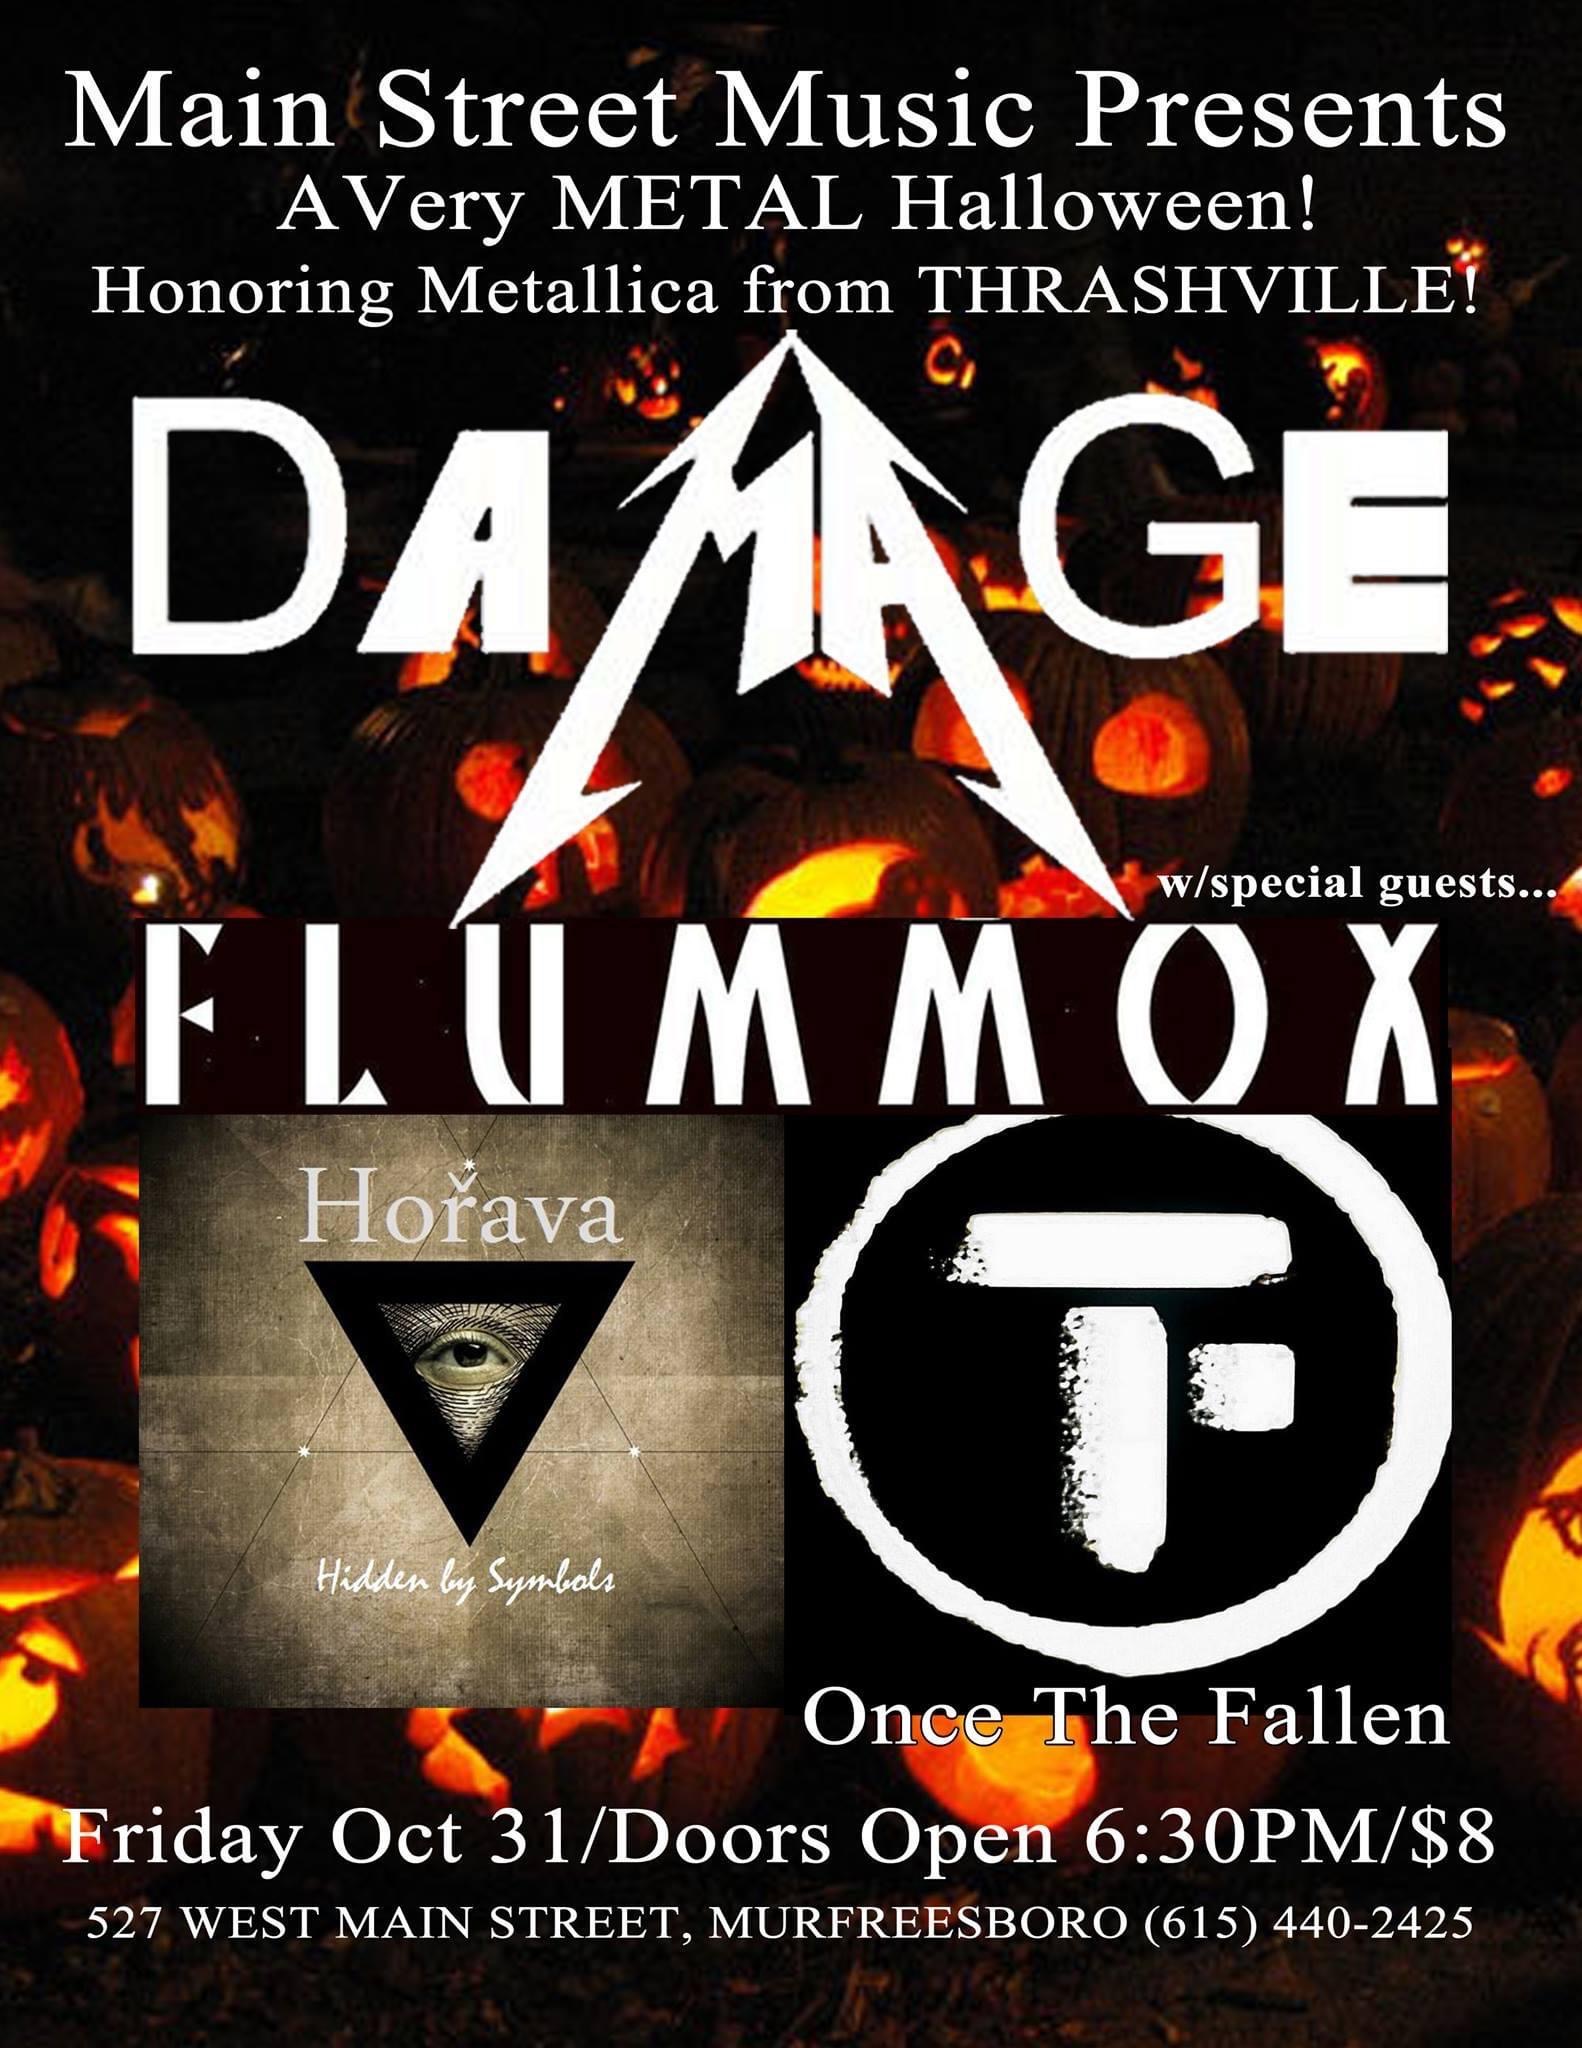 Main Street Music Presents
A Very METAL Halloween!
Honoring Metallica from THRASHVILLE!
DAMAGE
w/special guests...
FLUMMOX
Hořava
Hidden by Symbols
Once The Fallen
Friday Oct 31/Doors Open 6:30PM/$8
527 WEST MAIN STREET, MURFREESBORO (615) 440-2425